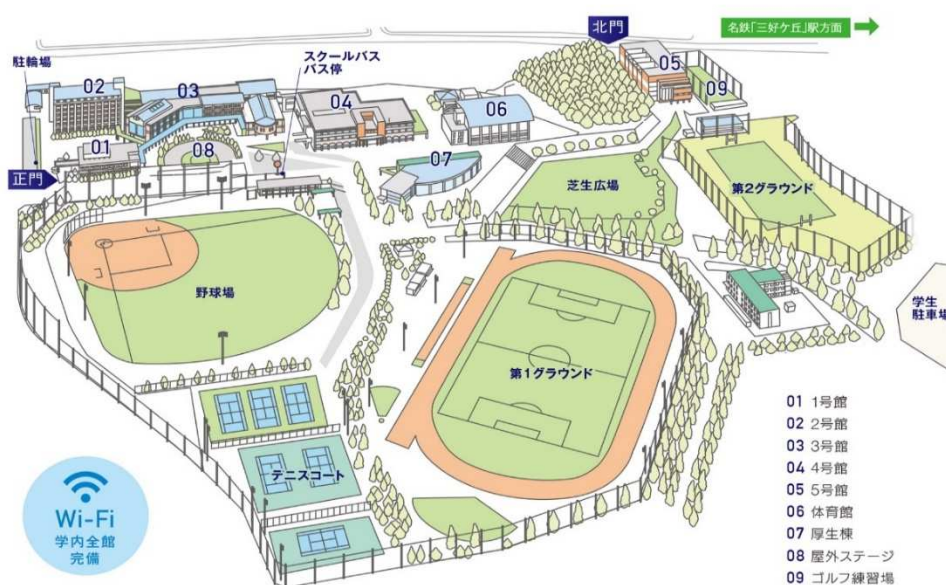 名鉄「三好ケ丘」駅方面
北門
駐輪場
スクールバス
バス停
02
03
04
05
09
06
01
08
07
正門
芝生広場
第2グラウンド
野球場
学生
駐車場
第1グラウンド
テニスコート
Wi-Fi
学内全館
完備
01 1号館
02 2号館
03 3号館
04 4号館
05 5号館
06 体育館
07 厚生棟
08 屋外ステージ
09 ゴルフ練習場